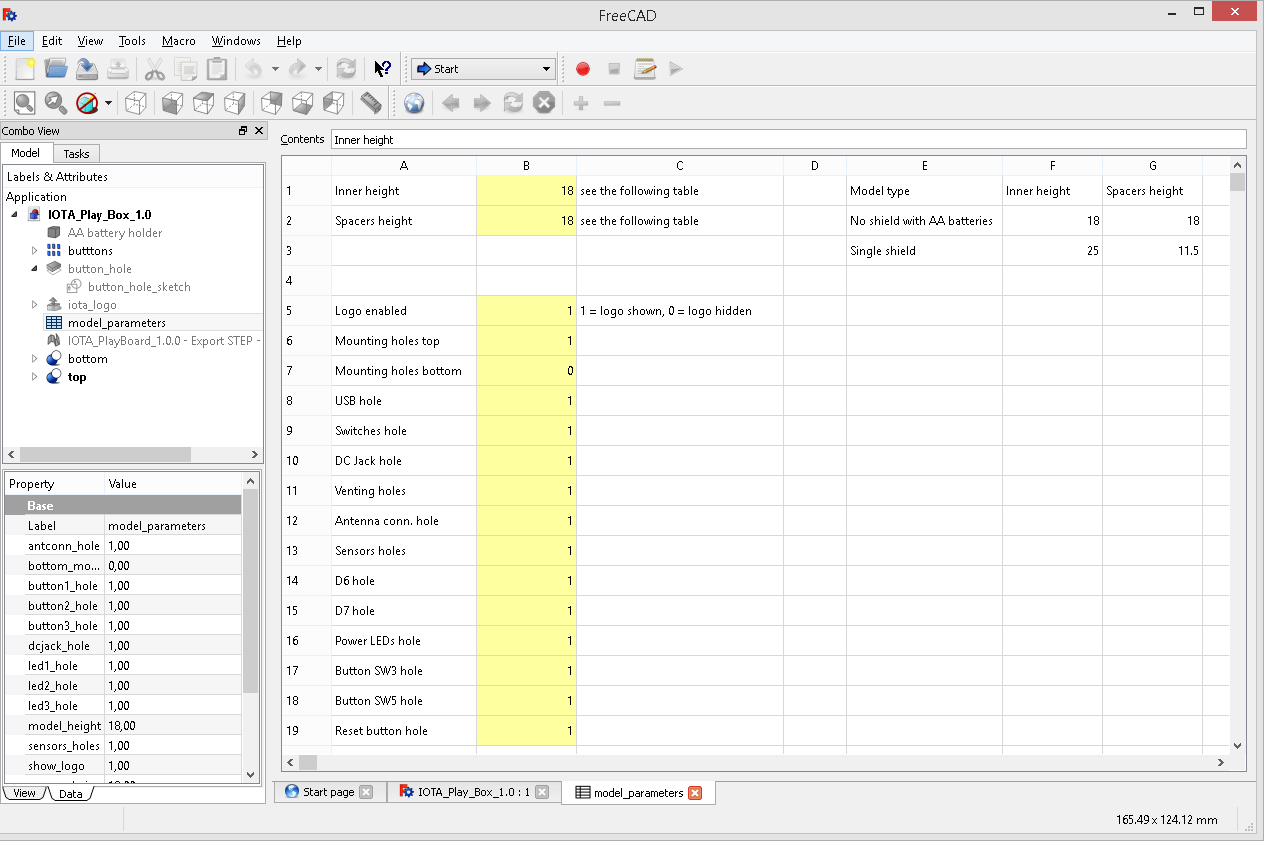 FreeCAD
File Edit View Tools Macro Windows Help
Start
Combo View
Model Tasks
Labels & Attributes
Application
IOTA_Play_Box_1.0
AA battery holder
butttons
button_hole
button_hole_sketch
iota_logo
model_parameters
IOTA_PlayBoard_1.0.0 - Export STEP -
bottom
top
Property Value
Base
Label model_parameters
antconn_hole 1,00
bottom_mo... 0,00
button1_hole 1,00
button2_hole 1,00
button3_hole 1,00
dcjack_hole 1,00
led1_hole 1,00
led2_hole 1,00
led3_hole 1,00
model_height 18,00
sensors_holes 1,00
show_logo 1,00
View Data
Contents Inner height
A B C D E F G
1 Inner height 18 see the following table Model type Inner height Spacers height
2 Spacers height 18 see the following table No shield with AA batteries 18 18
3 Single shield 25 11.5
4
5 Logo enabled 1 1 = logo shown, 0 = logo hidden
6 Mounting holes top 1
7 Mounting holes bottom 0
8 USB hole 1
9 Switches hole 1
10 DC Jack hole 1
11 Venting holes 1
12 Antenna conn. hole 1
13 Sensors holes 1
14 D6 hole 1
15 D7 hole 1
16 Power LEDs hole 1
17 Button SW3 hole 1
18 Button SW5 hole 1
19 Reset button hole 1
Start page IOTA_Play_Box_1.0 : 1 model_parameters
165.49 x 124.12 mm